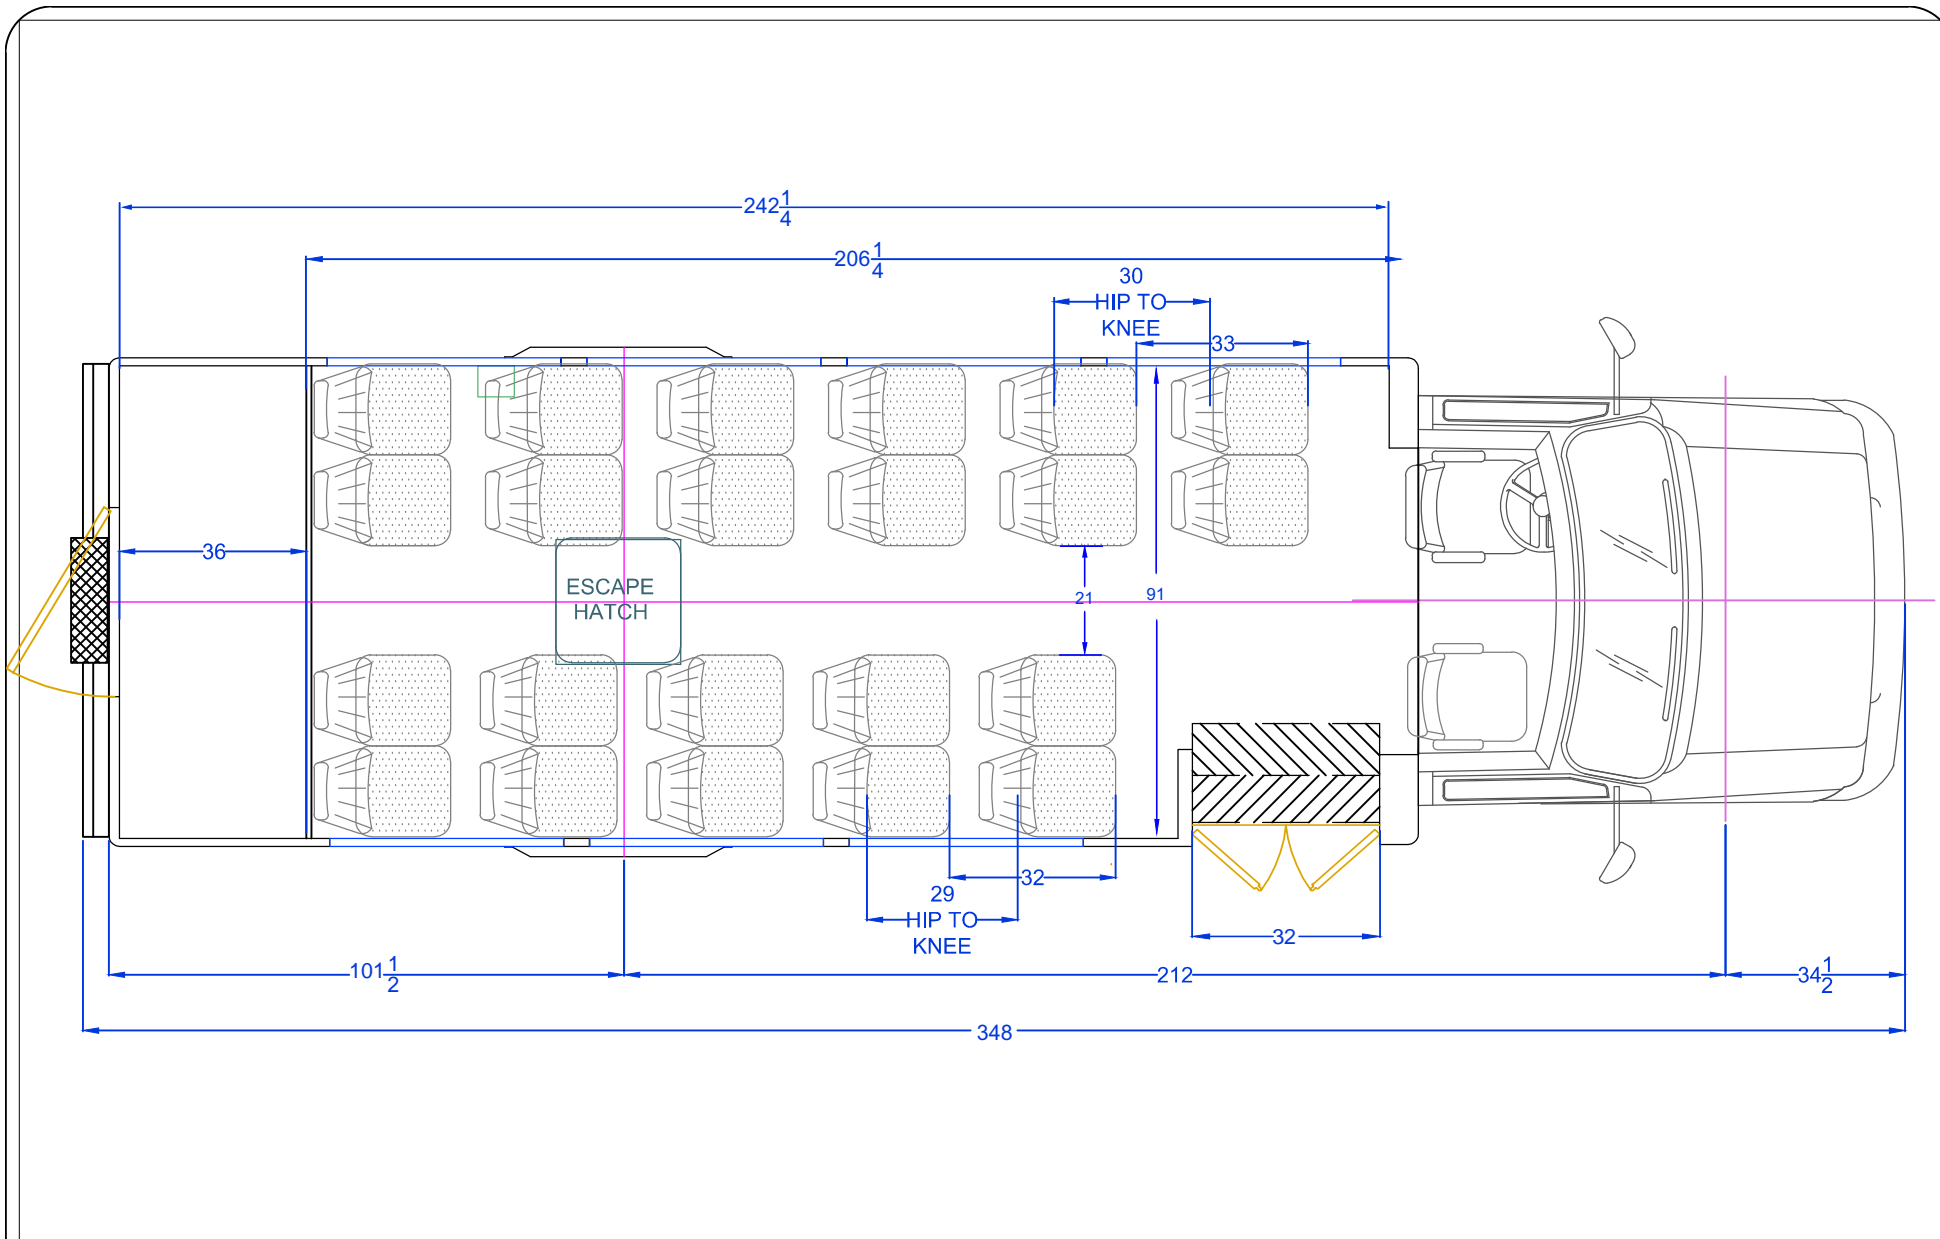 242 1/4
206 1/4
30
HIP TO
KNEE
33
36
ESCAPE
HATCH
21
91
32
29
HIP TO
KNEE
32
101 1/2
212
34 1/2
348